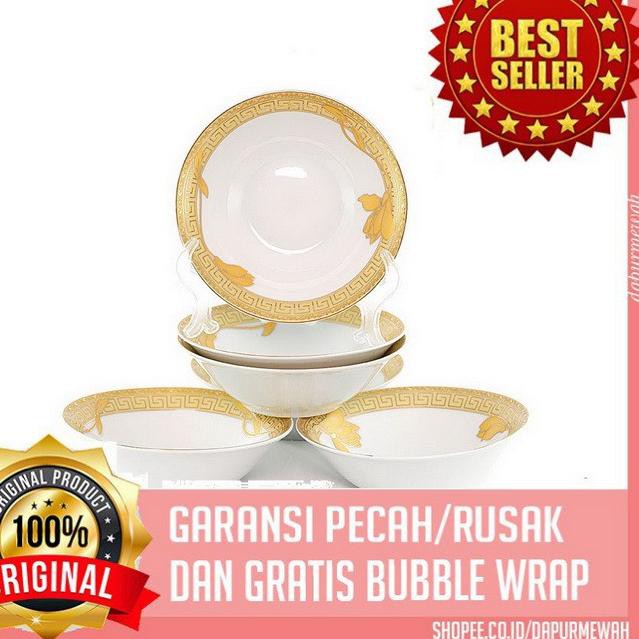 BEST
SELLER
dapurmewah
ORIGINAL PRODUCT
100%
ORIGINAL
GARANSI PECAH/RUSAK
DAN GRATIS BUBBLE WRAP
SHOPEE.CO.ID/DAPURMEWAH